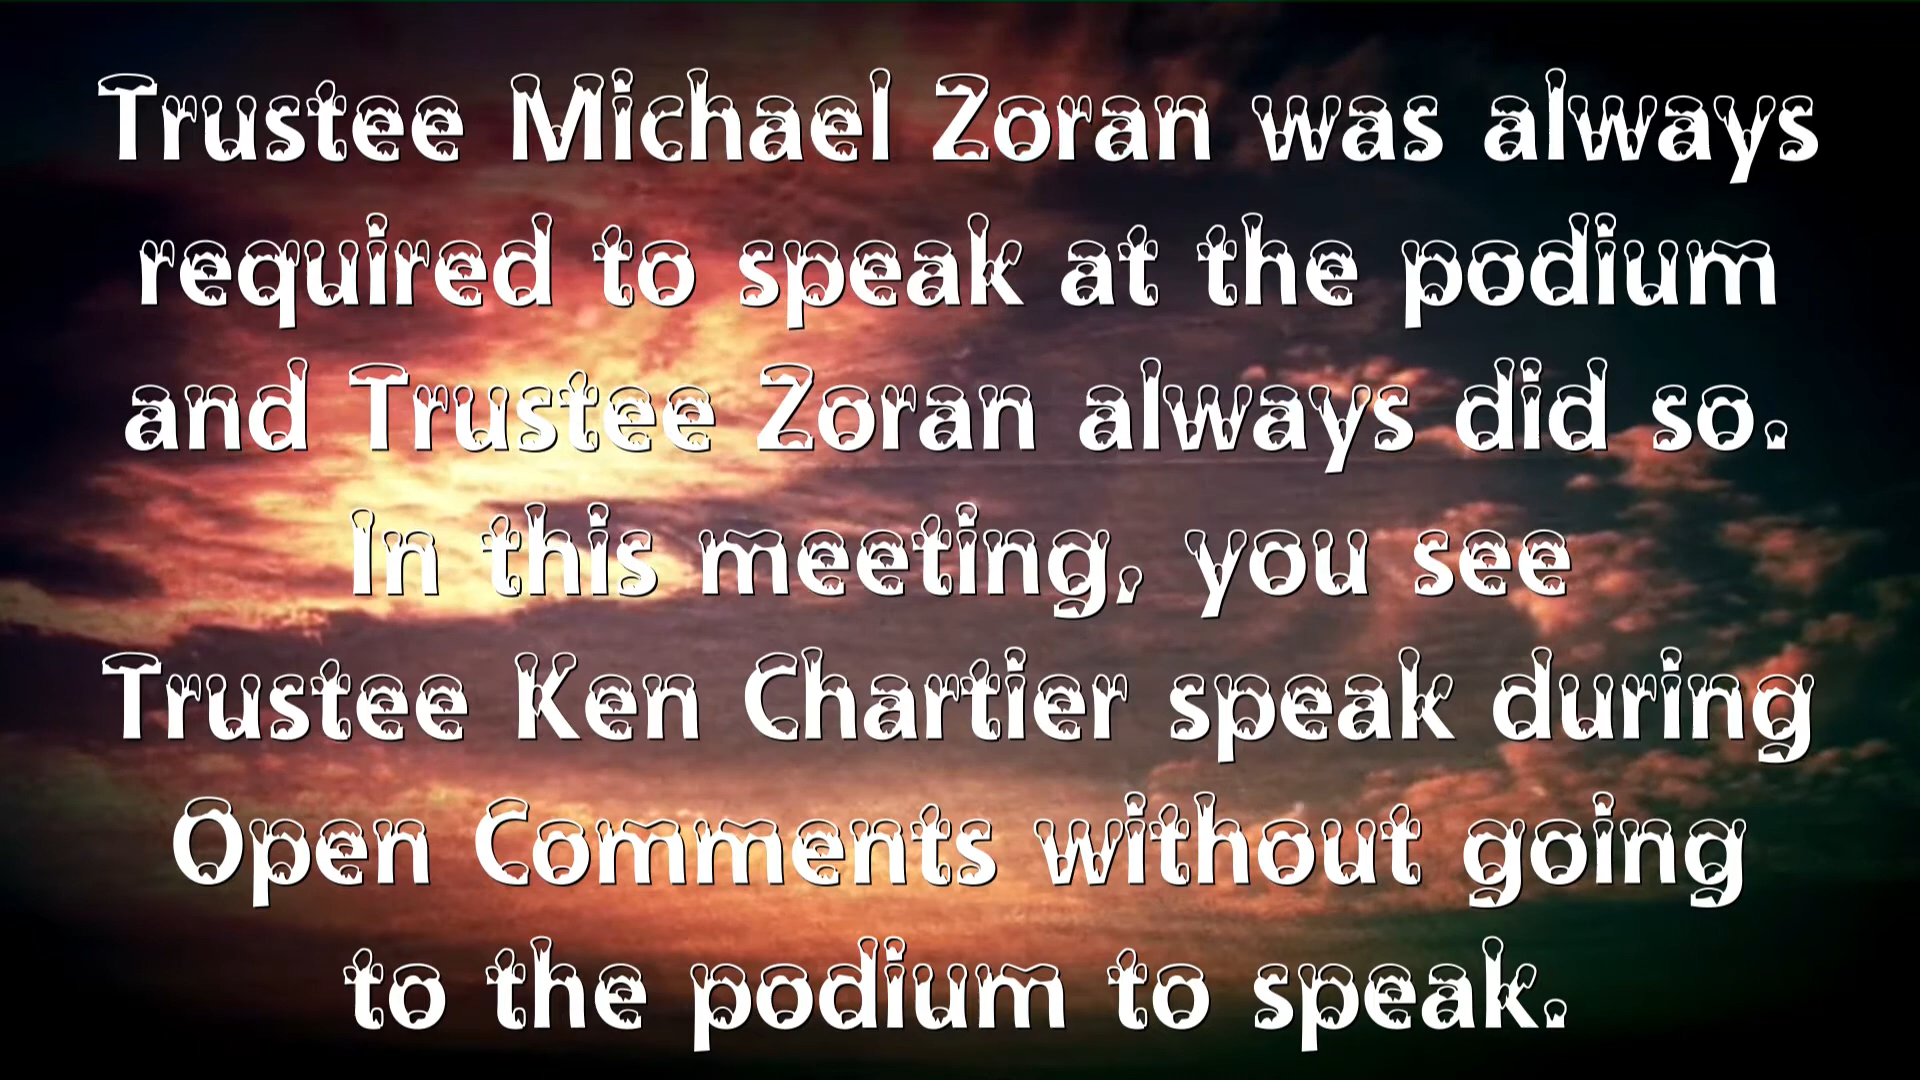 Trustee Michael Zoran was always
required to speak at the podium
and Trustee Zoran always did so.
In this meeting, you see
Trustee Ken Chartier speak during
Open Comments without going
to the podium to speak.